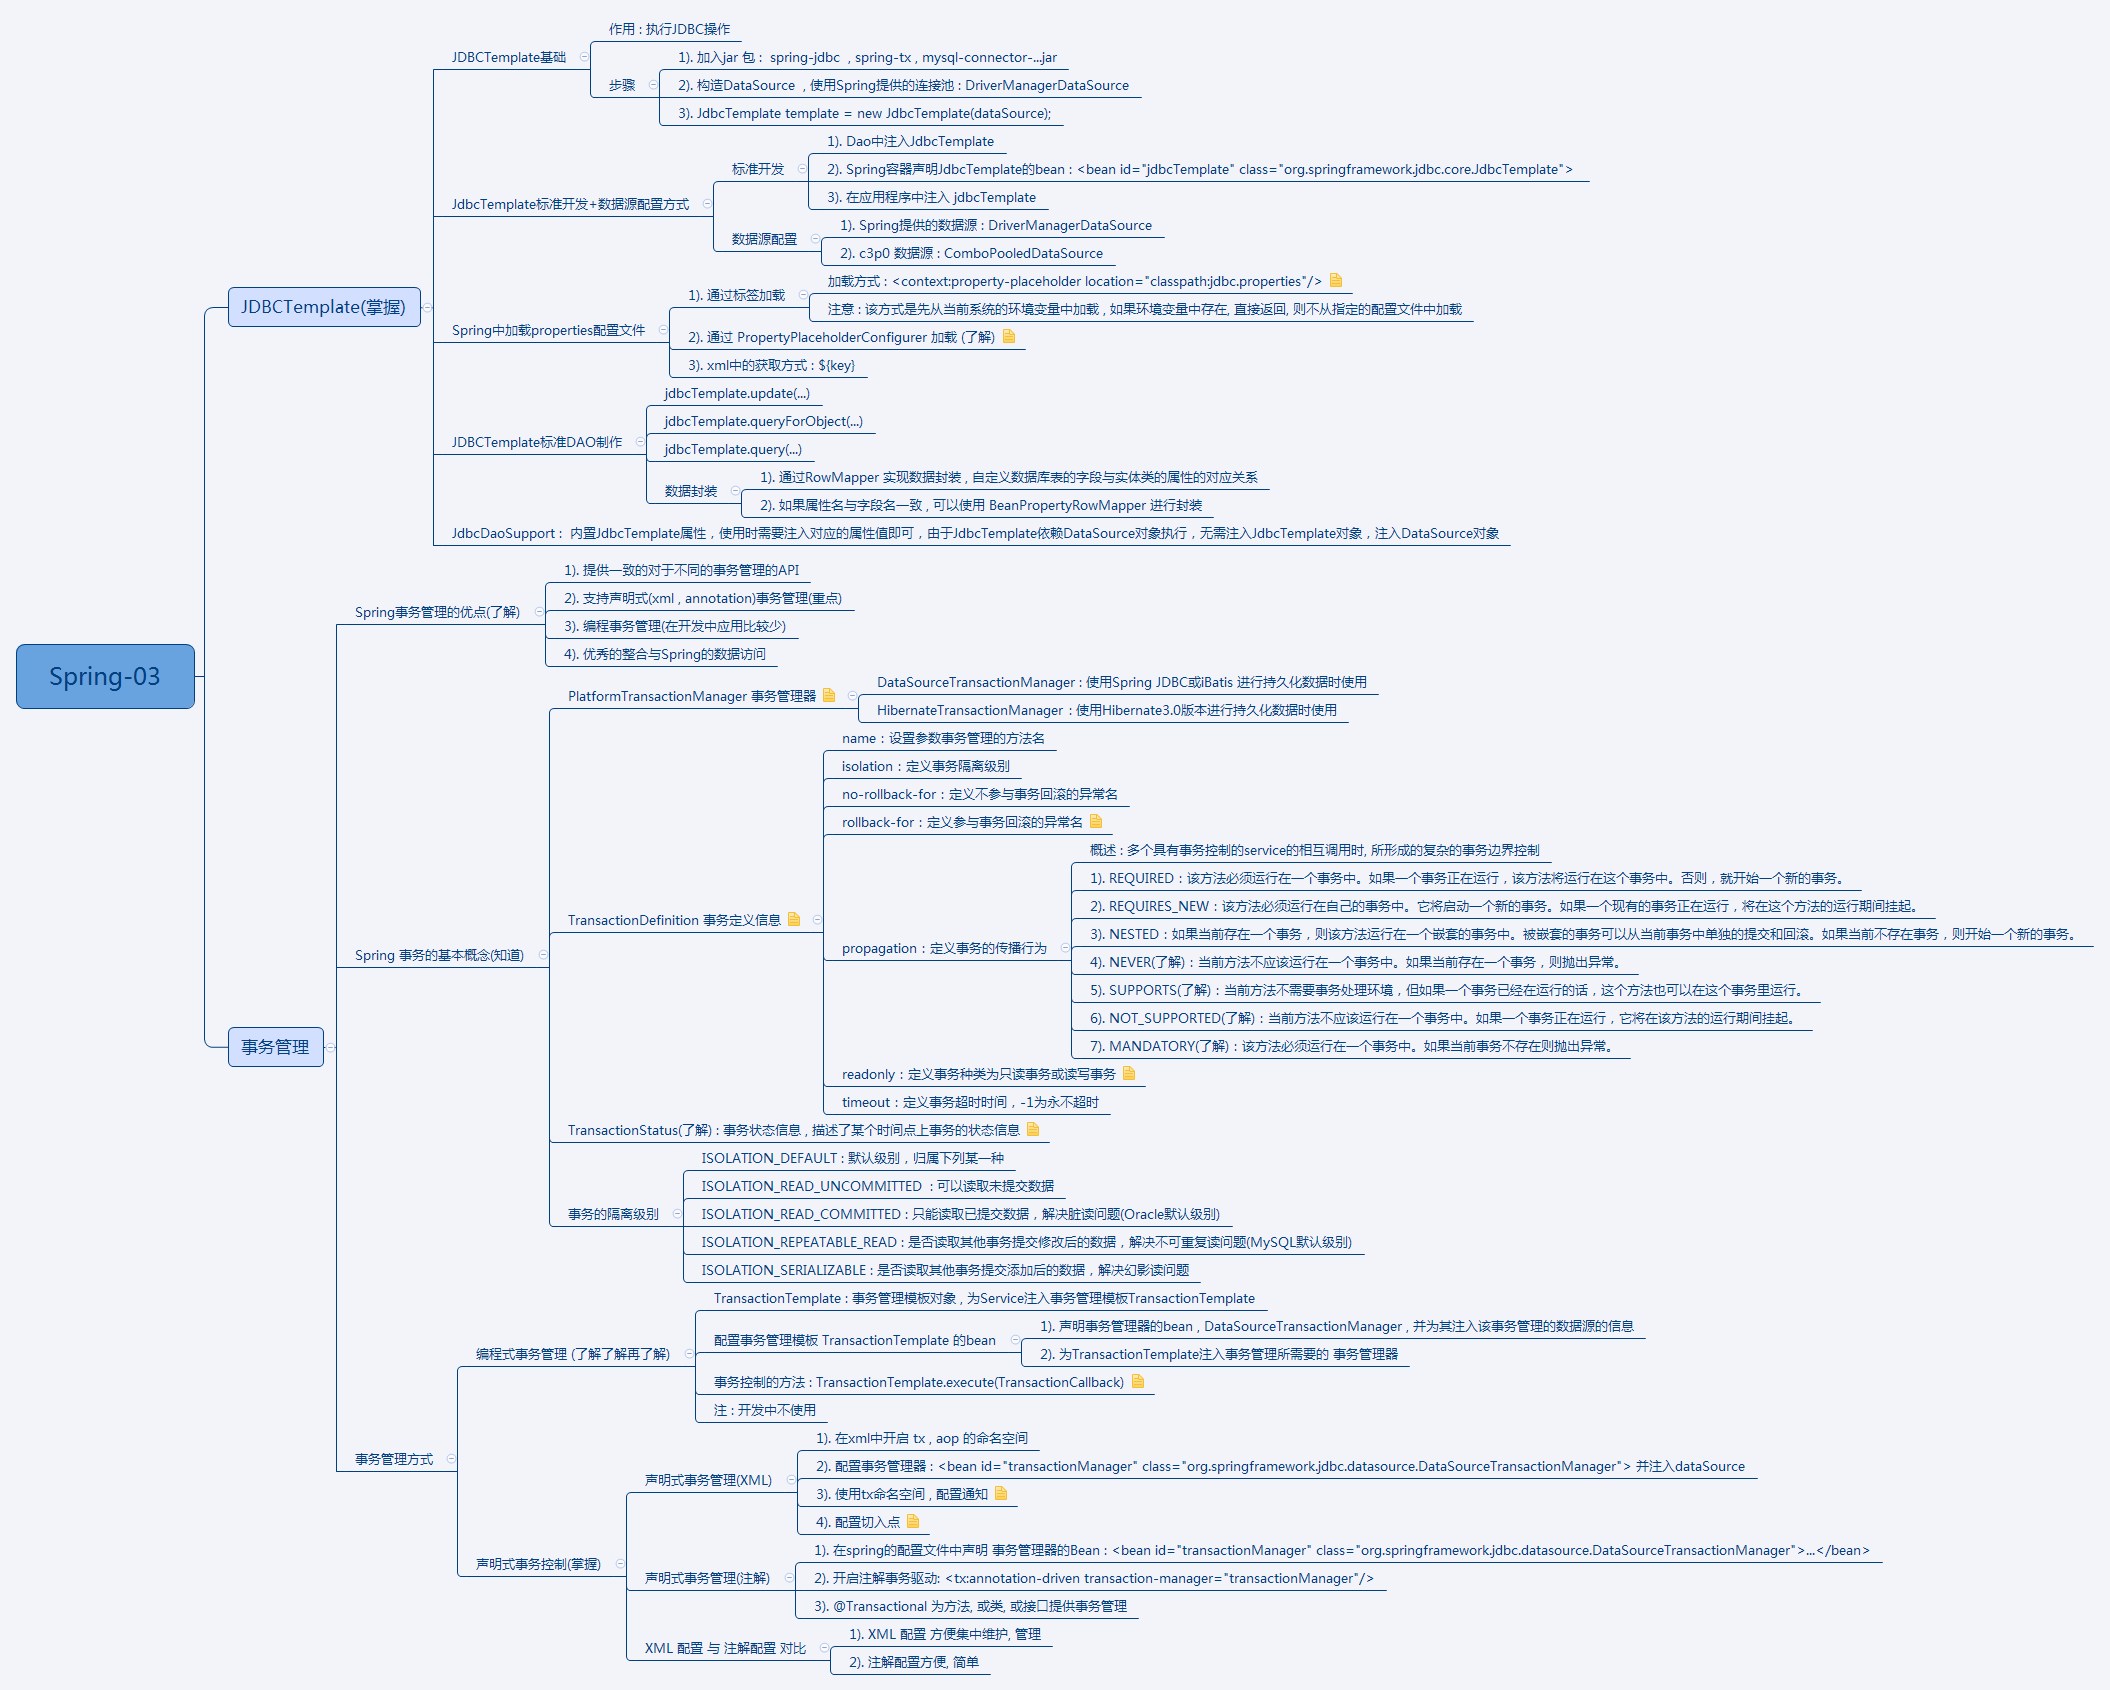 Spring-03
JDBCTemplate(掌握)
JDBCTemplate基础
作用 : 执行JDBC操作
步骤
1). 加入jar 包 :  spring-jdbc  , spring-tx , mysql-connector-...jar
2). 构造DataSource  , 使用Spring提供的连接池 : DriverManagerDataSource
3). JdbcTemplate template = new JdbcTemplate(dataSource);
JdbcTemplate标准开发+数据源配置方式
标准开发
1). Dao中注入JdbcTemplate
2). Spring容器声明JdbcTemplate的bean : <bean id="jdbcTemplate" class="org.springframework.jdbc.core.JdbcTemplate">
3). 在应用程序中注入 jdbcTemplate
数据源配置
1). Spring提供的数据源 : DriverManagerDataSource
2). c3p0 数据源 : ComboPooledDataSource
Spring中加载properties配置文件
1). 通过标签加载
加载方式 : <context:property-placeholder location="classpath:jdbc.properties"/>
注意 : 该方式是先从当前系统的环境变量中加载 , 如果环境变量中存在, 直接返回, 则不从指定的配置文件中加载
2). 通过 PropertyPlaceholderConfigurer 加载 (了解)
3). xml中的获取方式 : ${key}
JDBCTemplate标准DAO制作
jdbcTemplate.update(...)
jdbcTemplate.queryForObject(...)
jdbcTemplate.query(...)
数据封装
1). 通过RowMapper 实现数据封装 , 自定义数据库表的字段与实体类的属性的对应关系
2). 如果属性名与字段名一致 , 可以使用 BeanPropertyRowMapper 进行封装
JdbcDaoSupport :  内置JdbcTemplate属性，使用时需要注入对应的属性值即可，由于JdbcTemplate依赖DataSource对象执行，无需注入JdbcTemplate对象，注入DataSource对象
事务管理
Spring事务管理的优点(了解)
1). 提供一致的对于不同的事务管理的API
2). 支持声明式(xml , annotation)事务管理(重点)
3). 编程事务管理(在开发中应用比较少)
4). 优秀的整合与Spring的数据访问
Spring 事务的基本概念(知道)
PlatformTransactionManager 事务管理器
DataSourceTransactionManager : 使用Spring JDBC或iBatis 进行持久化数据时使用
HibernateTransactionManager : 使用Hibernate3.0版本进行持久化数据时使用
TransactionDefinition 事务定义信息
name：设置参数事务管理的方法名
isolation：定义事务隔离级别
no-rollback-for：定义不参与事务回滚的异常名
rollback-for：定义参与事务回滚的异常名
propagation：定义事务的传播行为
概述 : 多个具有事务控制的service的相互调用时, 所形成的复杂的事务边界控制
1). REQUIRED：该方法必须运行在一个事务中。如果一个事务正在运行，该方法将运行在这个事务中。否则，就开始一个新的事务。
2). REQUIRES_NEW：该方法必须运行在自己的事务中。它将启动一个新的事务。如果一个现有的事务正在运行，将在这个方法的运行期间挂起。
3). NESTED：如果当前存在一个事务，则该方法运行在一个嵌套的事务中。被嵌套的事务可以从当前事务中单独的提交和回滚。如果当前不存在事务，则开始一个新的事务。
4). NEVER(了解)：当前方法不应该运行在一个事务中。如果当前存在一个事务，则抛出异常。
5). SUPPORTS(了解)：当前方法不需要事务处理环境，但如果一个事务已经在运行的话，这个方法也可以在这个事务里运行。
6). NOT_SUPPORTED(了解)：当前方法不应该运行在一个事务中。如果一个事务正在运行，它将在该方法的运行期间挂起。
7). MANDATORY(了解)：该方法必须运行在一个事务中。如果当前事务不存在则抛出异常。
readonly：定义事务种类为只读事务或读写事务
timeout：定义事务超时时间，-1为永不超时
TransactionStatus(了解) : 事务状态信息 , 描述了某个时间点上事务的状态信息
事务的隔离级别
ISOLATION_DEFAULT : 默认级别，归属下列某一种
ISOLATION_READ_UNCOMMITTED  : 可以读取未提交数据
ISOLATION_READ_COMMITTED : 只能读取已提交数据，解决脏读问题(Oracle默认级别)
ISOLATION_REPEATABLE_READ : 是否读取其他事务提交修改后的数据，解决不可重复读问题(MySQL默认级别)
ISOLATION_SERIALIZABLE : 是否读取其他事务提交添加后的数据，解决幻影读问题
事务管理方式
编程式事务管理 (了解了解再了解)
TransactionTemplate : 事务管理模板对象 , 为Service注入事务管理模板TransactionTemplate
配置事务管理模板 TransactionTemplate 的bean
1). 声明事务管理器的bean , DataSourceTransactionManager , 并为其注入该事务管理的数据源的信息
2). 为TransactionTemplate注入事务管理所需要的 事务管理器
事务控制的方法 : TransactionTemplate.execute(TransactionCallback)
注 : 开发中不使用
声明式事务控制(掌握)
声明式事务管理(XML)
1). 在xml中开启 tx , aop 的命名空间
2). 配置事务管理器 : <bean id="transactionManager" class="org.springframework.jdbc.datasource.DataSourceTransactionManager"> 并注入dataSource
3). 使用tx命名空间 , 配置通知
4). 配置切入点
声明式事务管理(注解)
1). 在spring的配置文件中声明 事务管理器的Bean : <bean id="transactionManager" class="org.springframework.jdbc.datasource.DataSourceTransactionManager">...</bean>
2). 开启注解事务驱动: <tx:annotation-driven transaction-manager="transactionManager"/>
3). @Transactional 为方法, 或类, 或接口提供事务管理
XML 配置 与 注解配置 对比
1). XML 配置 方便集中维护, 管理
2). 注解配置方便, 简单